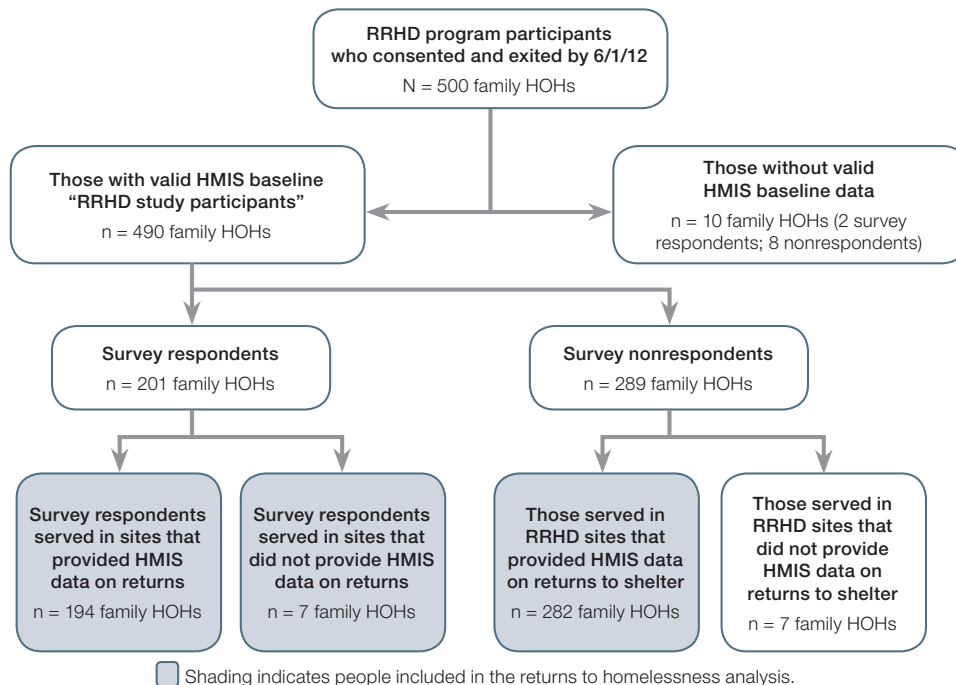 RRHD program participants
who consented and exited by 6/1/12
N = 500 family HOHs
Those with valid HMIS baseline
“RRHD study participants”
n = 490 family HOHs
Those without valid
HMIS baseline data
n = 10 family HOHs (2 survey
respondents; 8 nonrespondents)
Survey respondents
n = 201 family HOHs
Survey nonrespondents
n = 289 family HOHs
Survey respondents
served in sites that
provided HMIS
data on returns
n = 194 family HOHs
Survey respondents
served in sites that
did not provide HMIS
data on returns
n = 7 family HOHs
Those served in
RRHD sites that
provided HMIS data
on returns to shelter
n = 282 family HOHs
Those served in
RRHD sites that
did not provide
HMIS data on
returns to shelter
n = 7 family HOHs
Shading indicates people included in the returns to homelessness analysis.